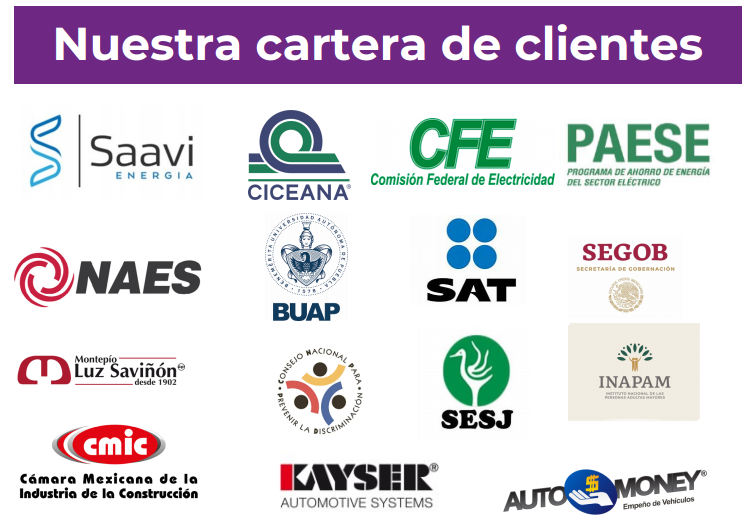 Nuestra cartera de clientes
Saavi
ENERGIA
CICEANA®
CFE
Comisión Federal de Electricidad
PAESE
PROGRAMA DE AHORRO DE ENERGÍA
DEL SECTOR ELÉCTRICO
NAES
BENEMÉRITA UNIVERSIDAD AUTÓNOMA DE PUEBLA
1578
BUAP
SAT
SEGOB
SECRETARÍA DE GOBERNACIÓN
Montepío
Luz Saviñón
desde 1902
CONSEJO NACIONAL PARA
PREVENIR LA DISCRIMINACIÓN
SESJ
INAPAM
INSTITUTO NACIONAL DE LAS
PERSONAS ADULTAS MAYORES
cmic
Cámara Mexicana de la
Industria de la Construcción
KAYSER®
AUTOMOTIVE SYSTEMS
AUTO $ MONEY®
Empeño de Vehículos